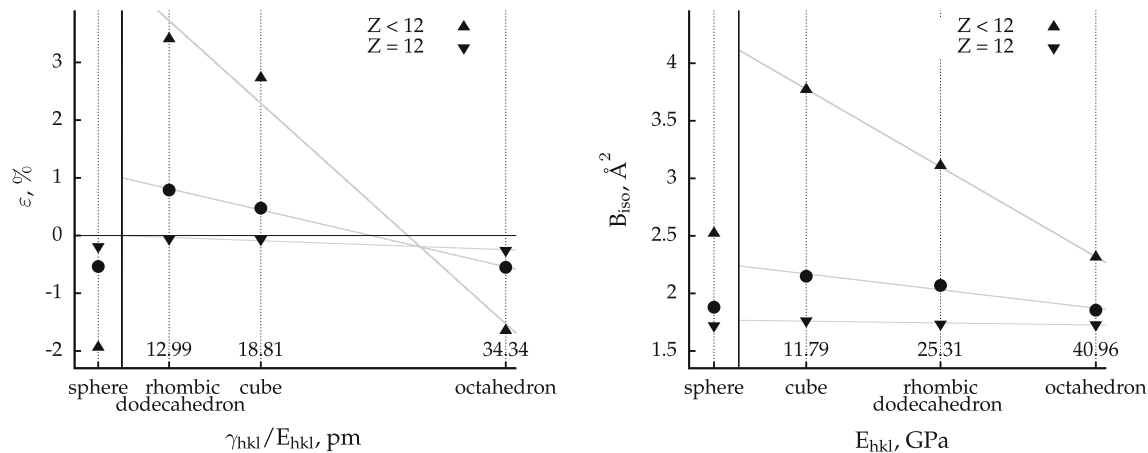 Z < 12
Z = 12
3
2
1
0
-1
-2
ε, %
12.99 18.81 34.34
sphere rhombic cube octahedron
dodecahedron
γhkl/Ehkl, pm
Z < 12
Z = 12
4
3.5
3
2.5
2
1.5
Biso, Å²
11.79 25.31 40.96
sphere cube rhombic octahedron
dodecahedron
Ehkl, GPa